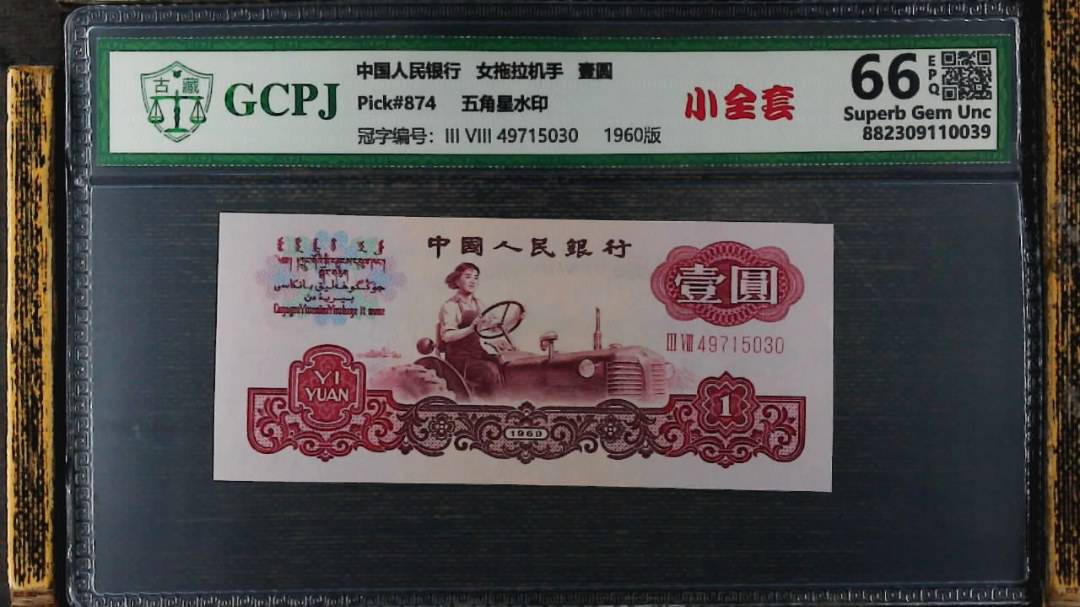 古藏
GCPJ
中国人民银行 女拖拉机手 壹圆
Pick#874 五角星水印
冠字编号: III VIII 49715030 1960版
小全套
66
EPQ
Superb Gem Unc
882309110039
中國人民銀行
壹圓
III VIII 49715030
YI
YUAN
1960
1